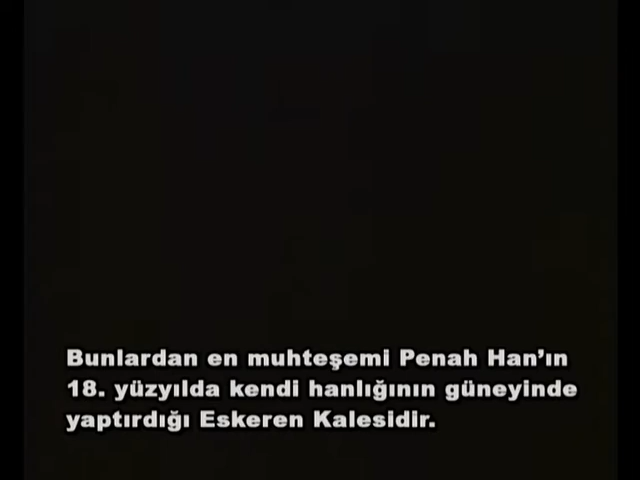 Bunlardan en muhteşemi Penah Han’ın
18. yüzyılda kendi hanlığının güneyinde
yaptırdığı Eskeren Kalesidir.